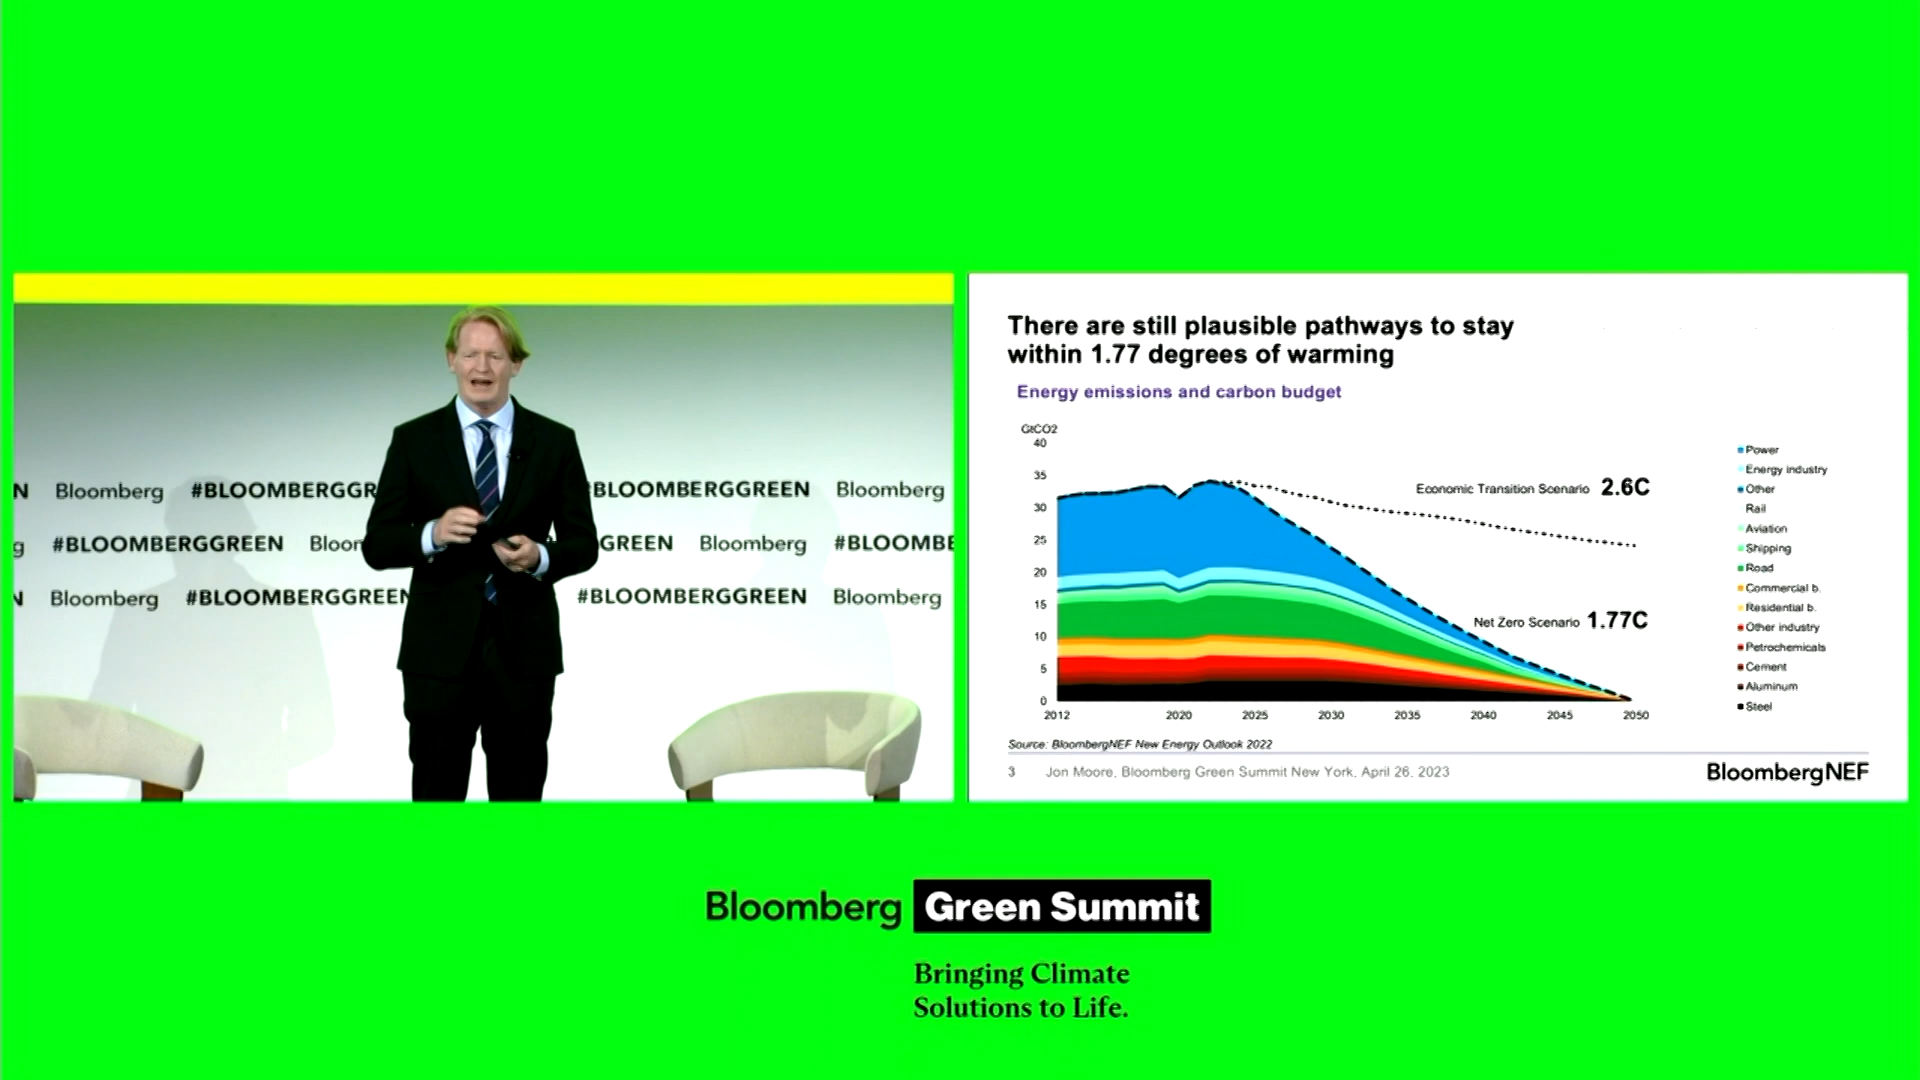 N Bloomberg #BLOOMBERGGR BLOOMBERGGREEN Bloomberg
g #BLOOMBERGGREEN Bloom GREEN Bloomberg #BLOOMBE
N Bloomberg #BLOOMBERGGREEN #BLOOMBERGGREEN Bloomberg
There are still plausible pathways to stay
within 1.77 degrees of warming
Energy emissions and carbon budget
GtCO2
40
35
30
25
20
15
10
5
0
2012 2020 2025 2030 2035 2040 2045 2050
Economic Transition Scenario 2.6C
Net Zero Scenario 1.77C
Power
Energy industry
Other
Rail
Aviation
Shipping
Road
Commercial b.
Residential b.
Other industry
Petrochemicals
Cement
Aluminum
Steel
Source: BloombergNEF New Energy Outlook 2022
3 Jon Moore, Bloomberg Green Summit New York, April 26, 2023
BloombergNEF
Bloomberg Green Summit
Bringing Climate
Solutions to Life.